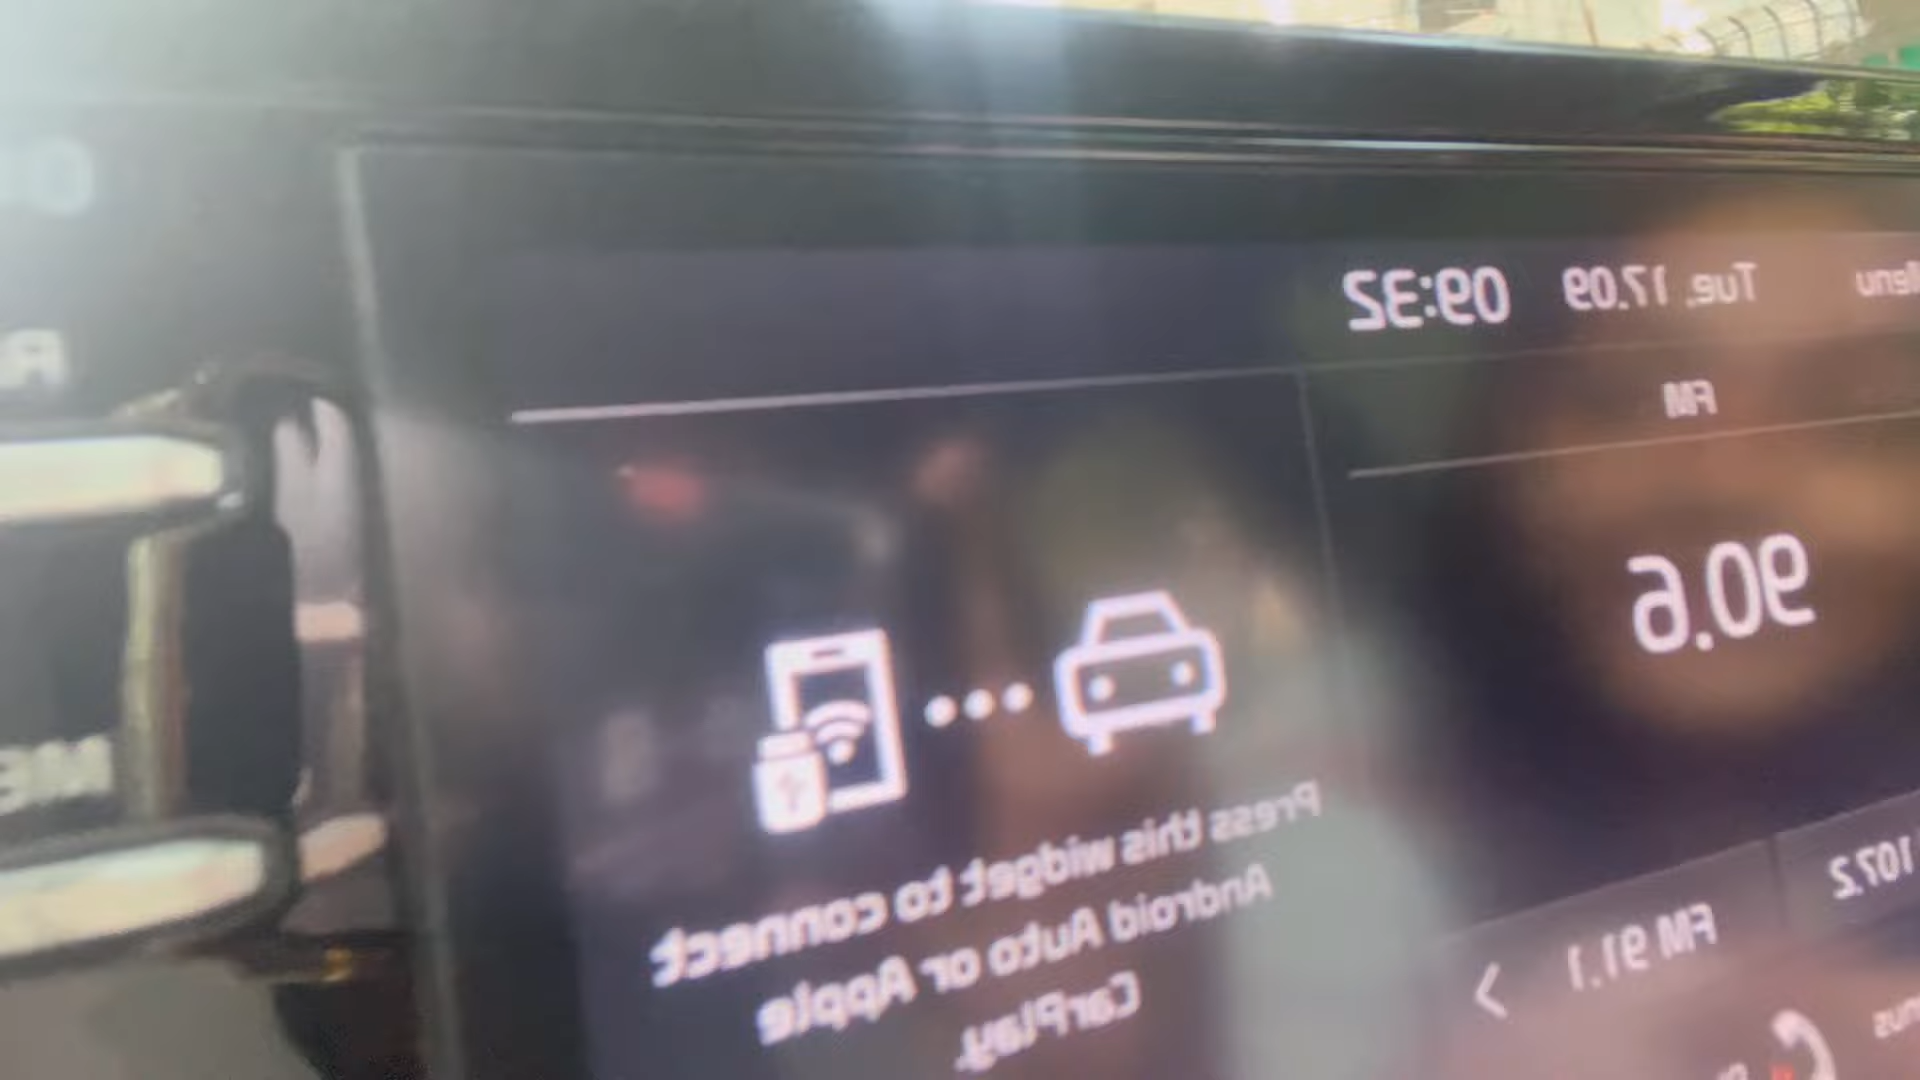 Tue, 17.09 09:32
FM
90.6
107.2
FM 91.1
Press this widget to connect
Android Auto or Apple
CarPlay.